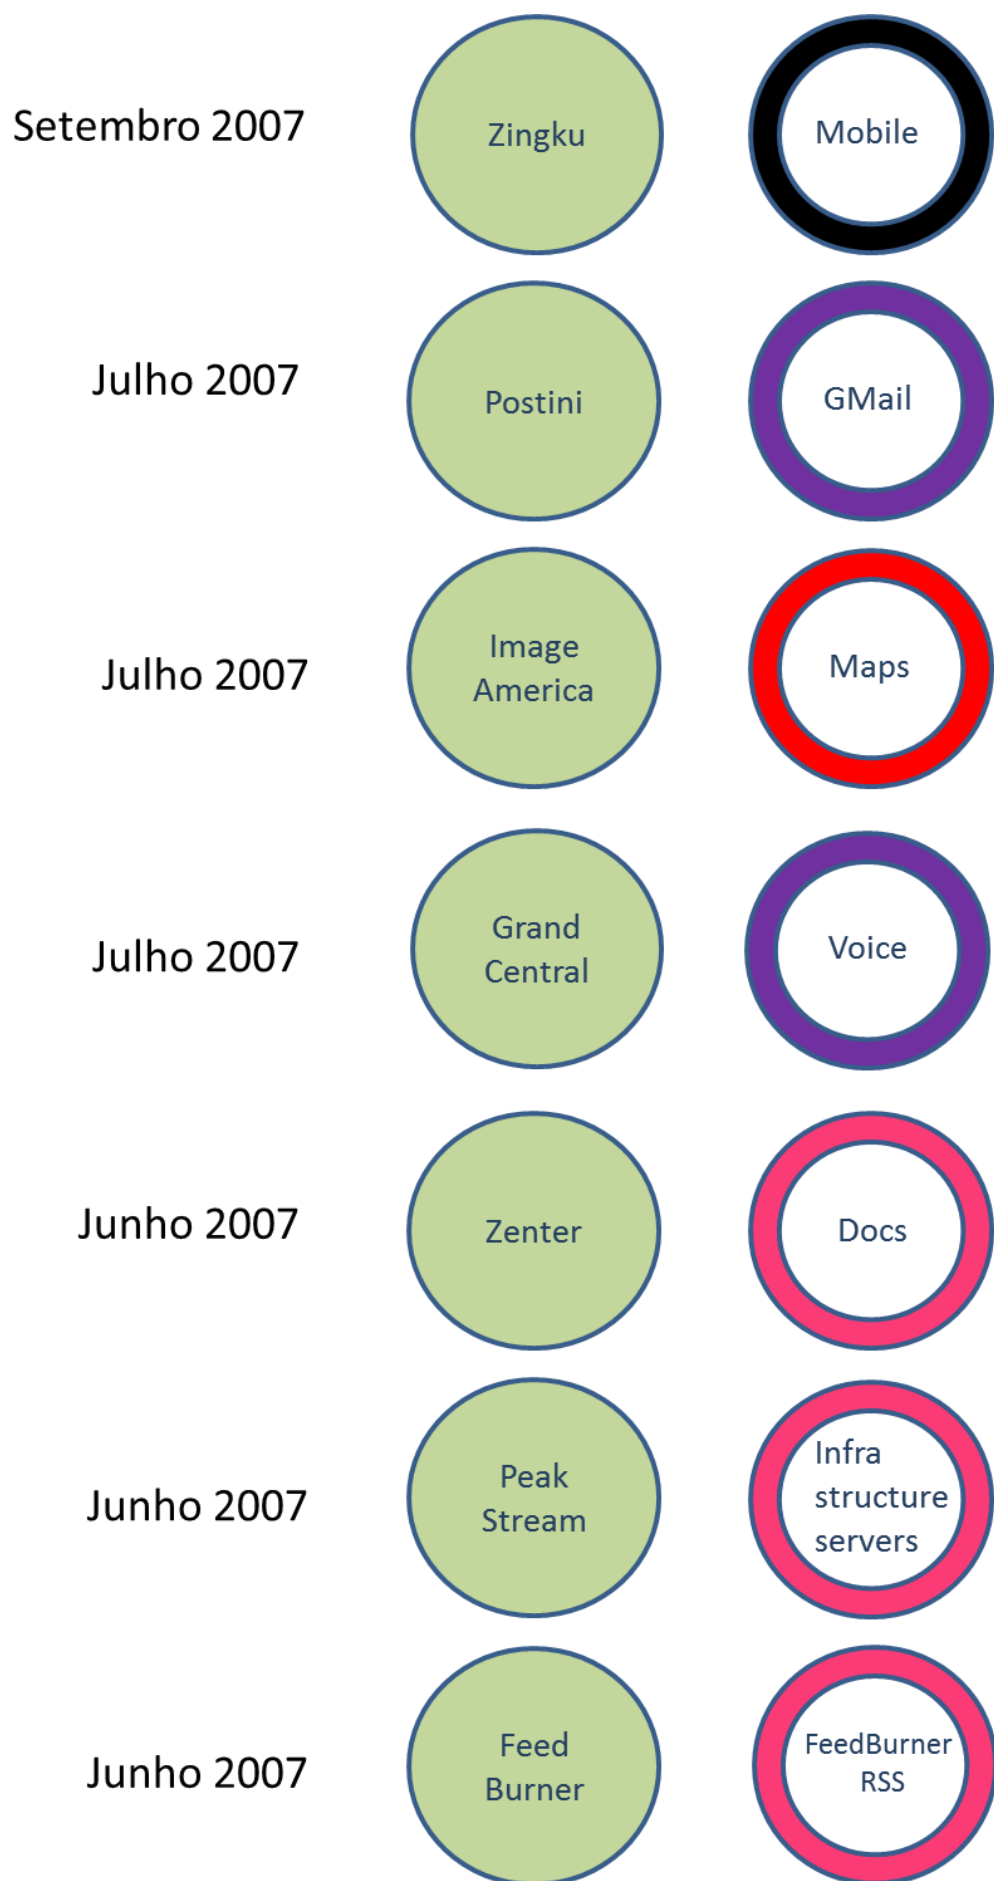 Setembro 2007
Zingku
Mobile
Julho 2007
Postini
GMail
Julho 2007
Image
America
Maps
Julho 2007
Grand
Central
Voice
Junho 2007
Zenter
Docs
Junho 2007
Peak
Stream
Infra
structure
servers
Junho 2007
Feed
Burner
FeedBurner
RSS